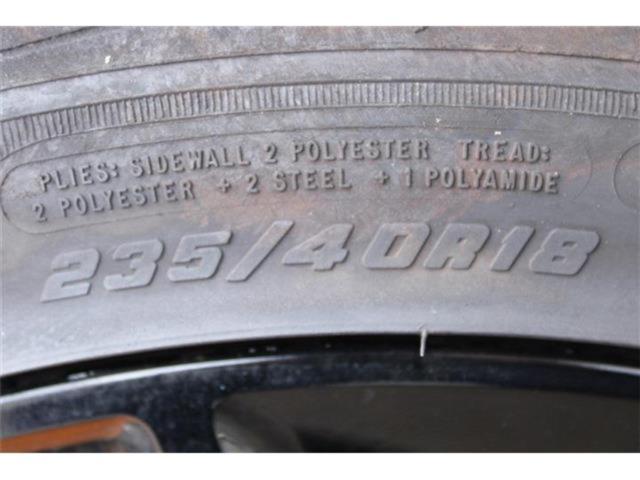 PLIES: SIDEWALL 2 POLYESTER TREAD:
2 POLYESTER + 2 STEEL + 1 POLYAMIDE
235/40R18